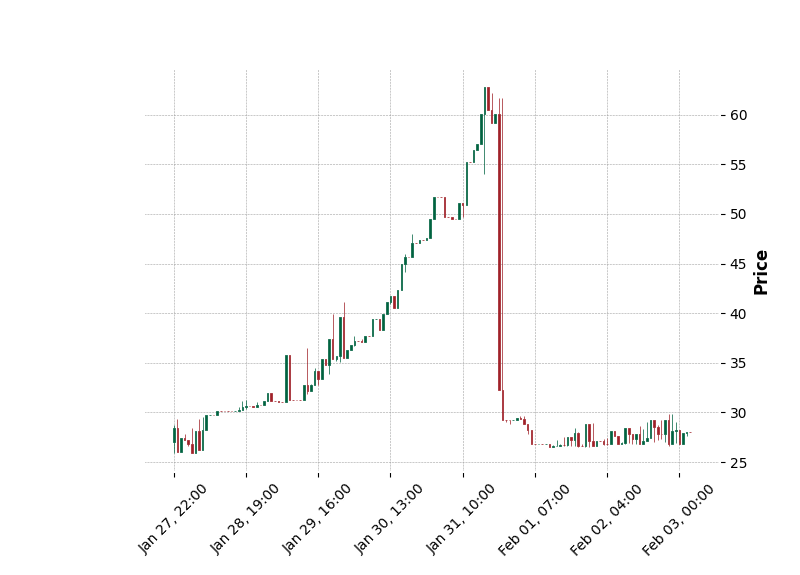 60
55
50
45
40
35
30
25
Price
Jan 27, 22:00
Jan 28, 19:00
Jan 29, 16:00
Jan 30, 13:00
Jan 31, 10:00
Feb 01, 07:00
Feb 02, 04:00
Feb 03, 00:00